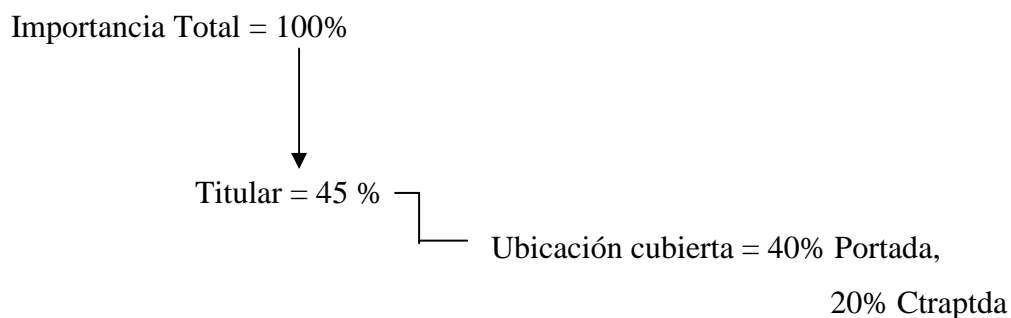 Importancia Total = 100%
Titular = 45 %
Ubicación cubierta = 40% Portada,
20% Ctraptda